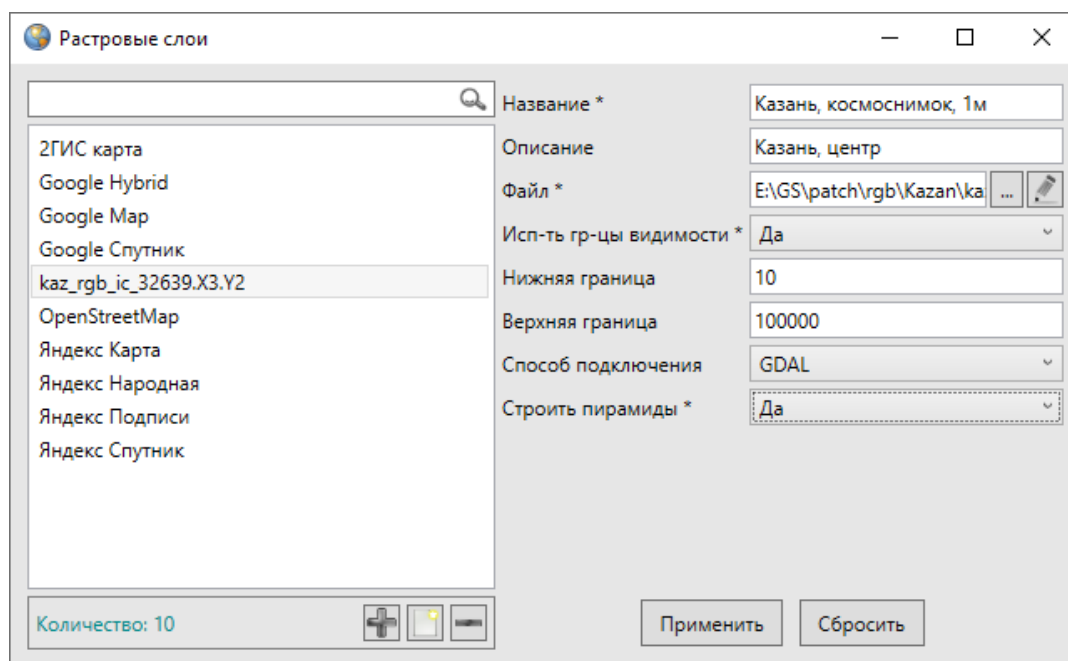 Растровые слои
2ГИС карта
Google Hybrid
Google Map
Google Спутник
kaz_rgb_ic_32639.X3.Y2
OpenStreetMap
Яндекс Карта
Яндекс Народная
Яндекс Подписи
Яндекс Спутник
Количество: 10
Название * Казань, космоснимок, 1м
Описание Казань, центр
Файл * E:\GS\patch\rgb\Kazan\ka ...
Исп-ть гр-цы видимости * Да
Нижняя граница 10
Верхняя граница 100000
Способ подключения GDAL
Строить пирамиды * Да
Применить Сбросить